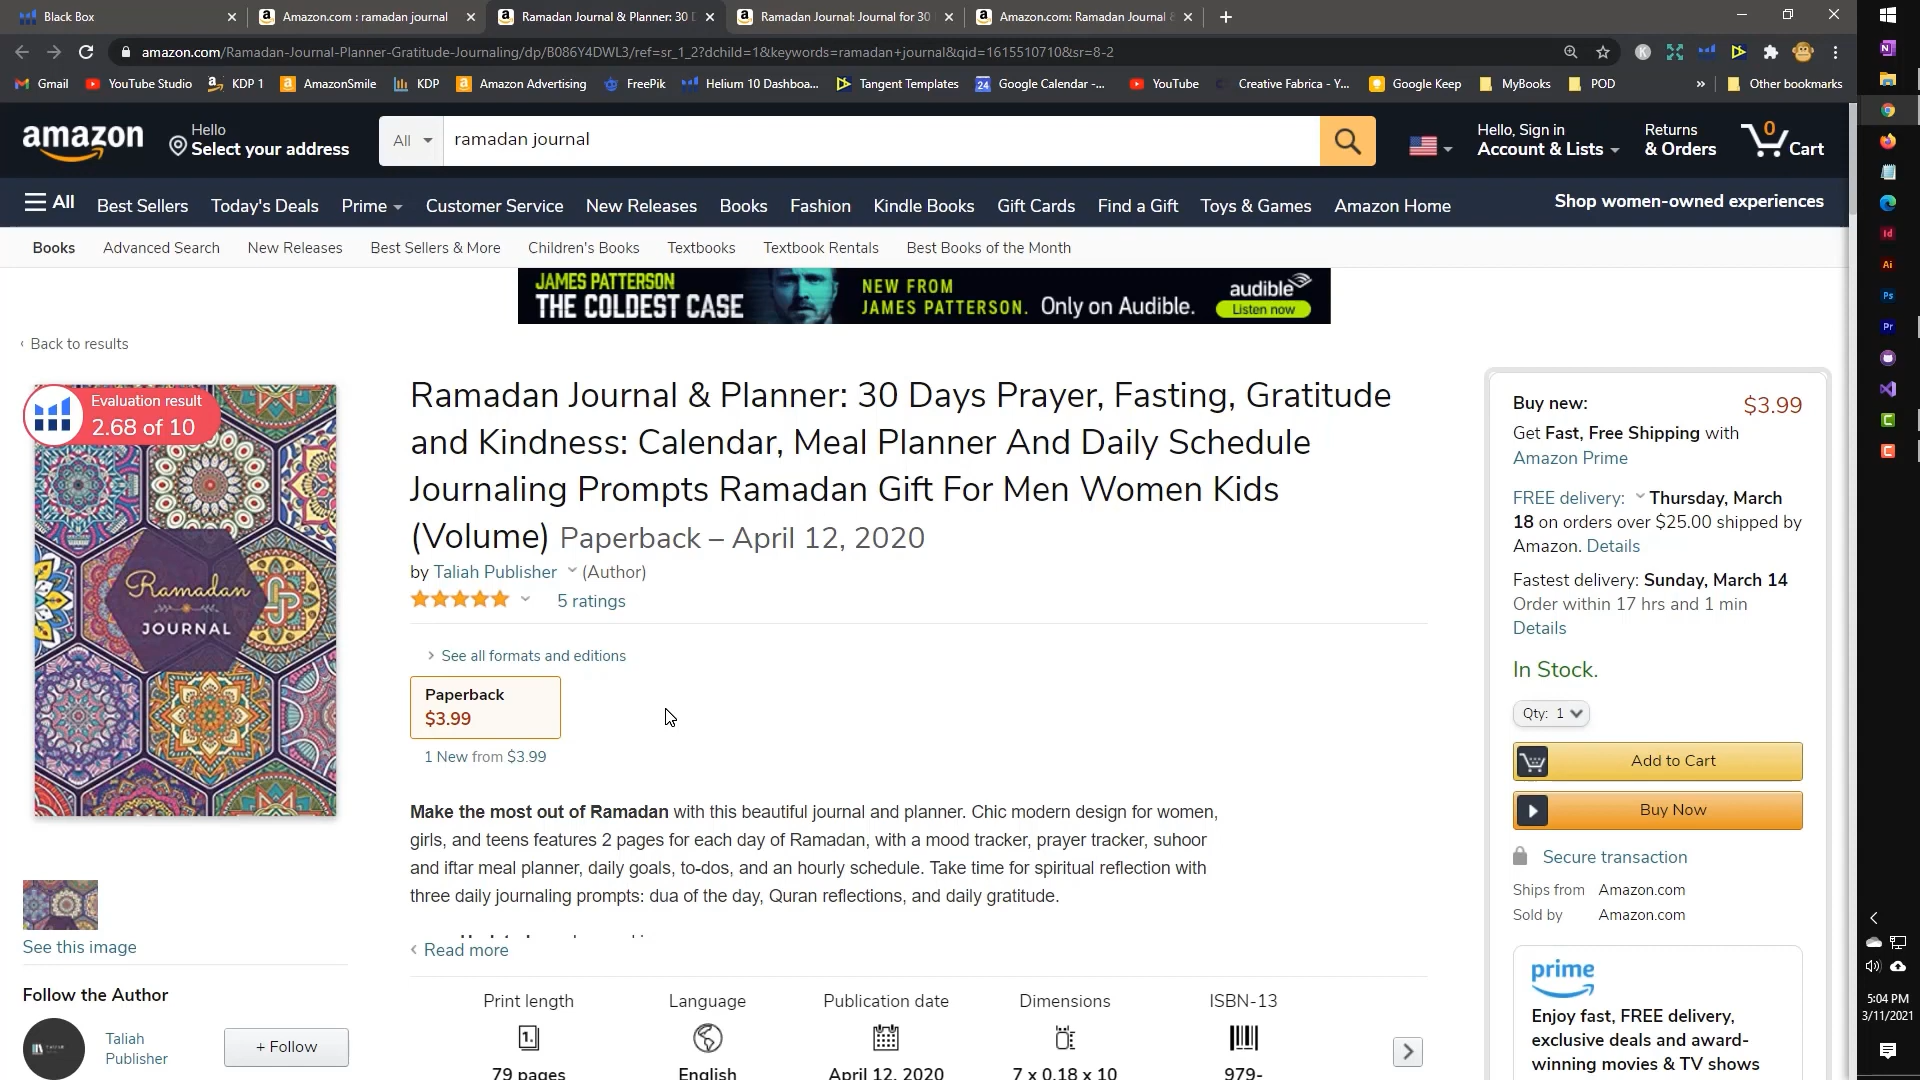 Black Box
Amazon.com : ramadan journal
Ramadan Journal & Planner: 30 D
Ramadan Journal: Journal for 30
Amazon.com: Ramadan Journal &
amazon.com/Ramadan-Journal-Planner-Gratitude-Journaling/dp/B086Y4DWL3/ref=sr_1_2?dchild=1&keywords=ramadan+journal&qid=1615510710&sr=8-2
Gmail
YouTube Studio
KDP 1
AmazonSmile
KDP
Amazon Advertising
FreePik
Helium 10 Dashboa...
Tangent Templates
24 Google Calendar -...
YouTube
Creative Fabrica - Y...
Google Keep
MyBooks
POD
»
Other bookmarks
amazon
Hello
Select your address
All
ramadan journal
Hello, Sign in
Account & Lists
Returns
& Orders
0
Cart
All
Best Sellers
Today's Deals
Prime
Customer Service
New Releases
Books
Fashion
Kindle Books
Gift Cards
Find a Gift
Toys & Games
Amazon Home
Shop women-owned experiences
Books
Advanced Search
New Releases
Best Sellers & More
Children's Books
Textbooks
Textbook Rentals
Best Books of the Month
JAMES PATTERSON
THE COLDEST CASE
NEW FROM
JAMES PATTERSON. Only on Audible.
audible
Listen now
‹ Back to results
Evaluation result
2.68 of 10
Ramadan
JOURNAL
See this image
Follow the Author
Taliah
Publisher
+ Follow
Ramadan Journal & Planner: 30 Days Prayer, Fasting, Gratitude
and Kindness: Calendar, Meal Planner And Daily Schedule
Journaling Prompts Ramadan Gift For Men Women Kids
(Volume) Paperback – April 12, 2020
by Taliah Publisher (Author)
5 ratings
See all formats and editions
Paperback
$3.99
1 New from $3.99
Make the most out of Ramadan with this beautiful journal and planner. Chic modern design for women,
girls, and teens features 2 pages for each day of Ramadan, with a mood tracker, prayer tracker, suhoor
and iftar meal planner, daily goals, to-dos, and an hourly schedule. Take time for spiritual reflection with
three daily journaling prompts: dua of the day, Quran reflections, and daily gratitude.
Read more
Print length
79 pages
Language
English
Publication date
April 12, 2020
Dimensions
7 x 0.18 x 10
ISBN-13
979-
Buy new:
$3.99
Get Fast, Free Shipping with
Amazon Prime
FREE delivery: Thursday, March
18 on orders over $25.00 shipped by
Amazon. Details
Fastest delivery: Sunday, March 14
Order within 17 hrs and 1 min
Details
In Stock.
Qty: 1
Add to Cart
Buy Now
Secure transaction
Ships from Amazon.com
Sold by Amazon.com
prime
Enjoy fast, FREE delivery,
exclusive deals and award-
winning movies & TV shows
Id
Ai
Ps
Pr
5:04 PM
3/11/2021